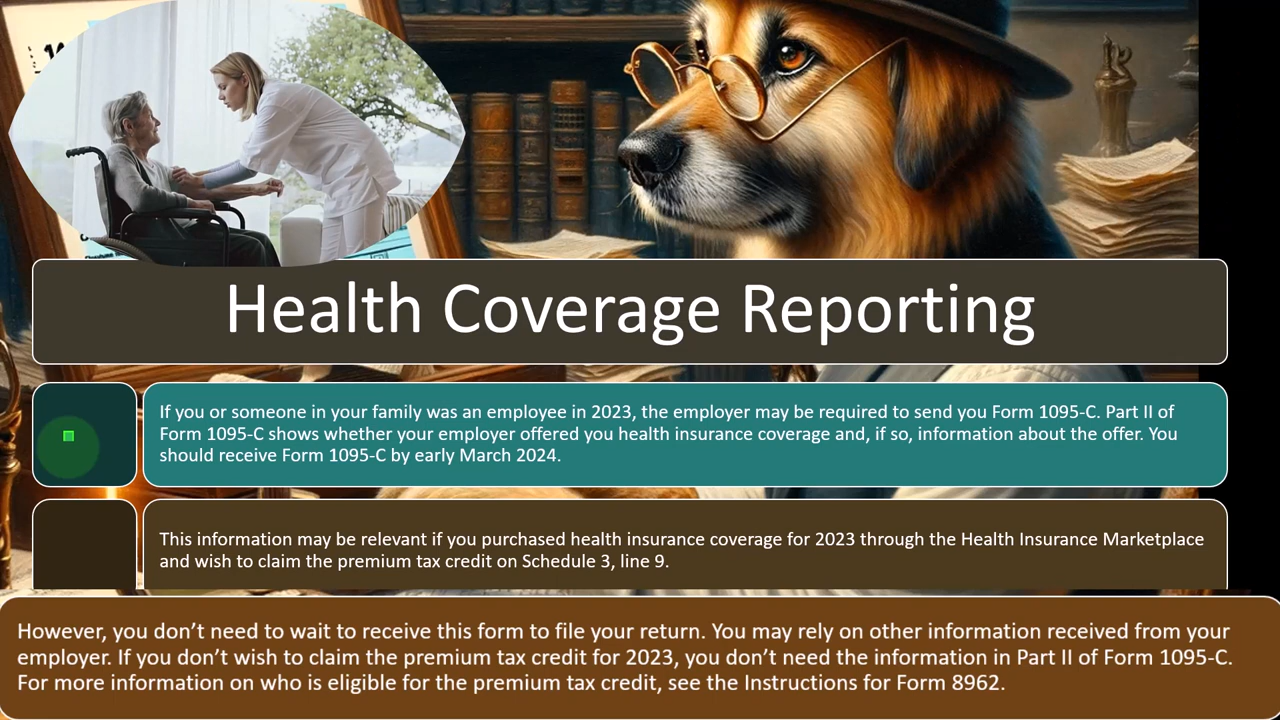 Health Coverage Reporting
If you or someone in your family was an employee in 2023, the employer may be required to send you Form 1095-C. Part II of
Form 1095-C shows whether your employer offered you health insurance coverage and, if so, information about the offer. You
should receive Form 1095-C by early March 2024.
This information may be relevant if you purchased health insurance coverage for 2023 through the Health Insurance Marketplace
and wish to claim the premium tax credit on Schedule 3, line 9.
However, you don’t need to wait to receive this form to file your return. You may rely on other information received from your
employer. If you don’t wish to claim the premium tax credit for 2023, you don’t need the information in Part II of Form 1095-C.
For more information on who is eligible for the premium tax credit, see the Instructions for Form 8962.